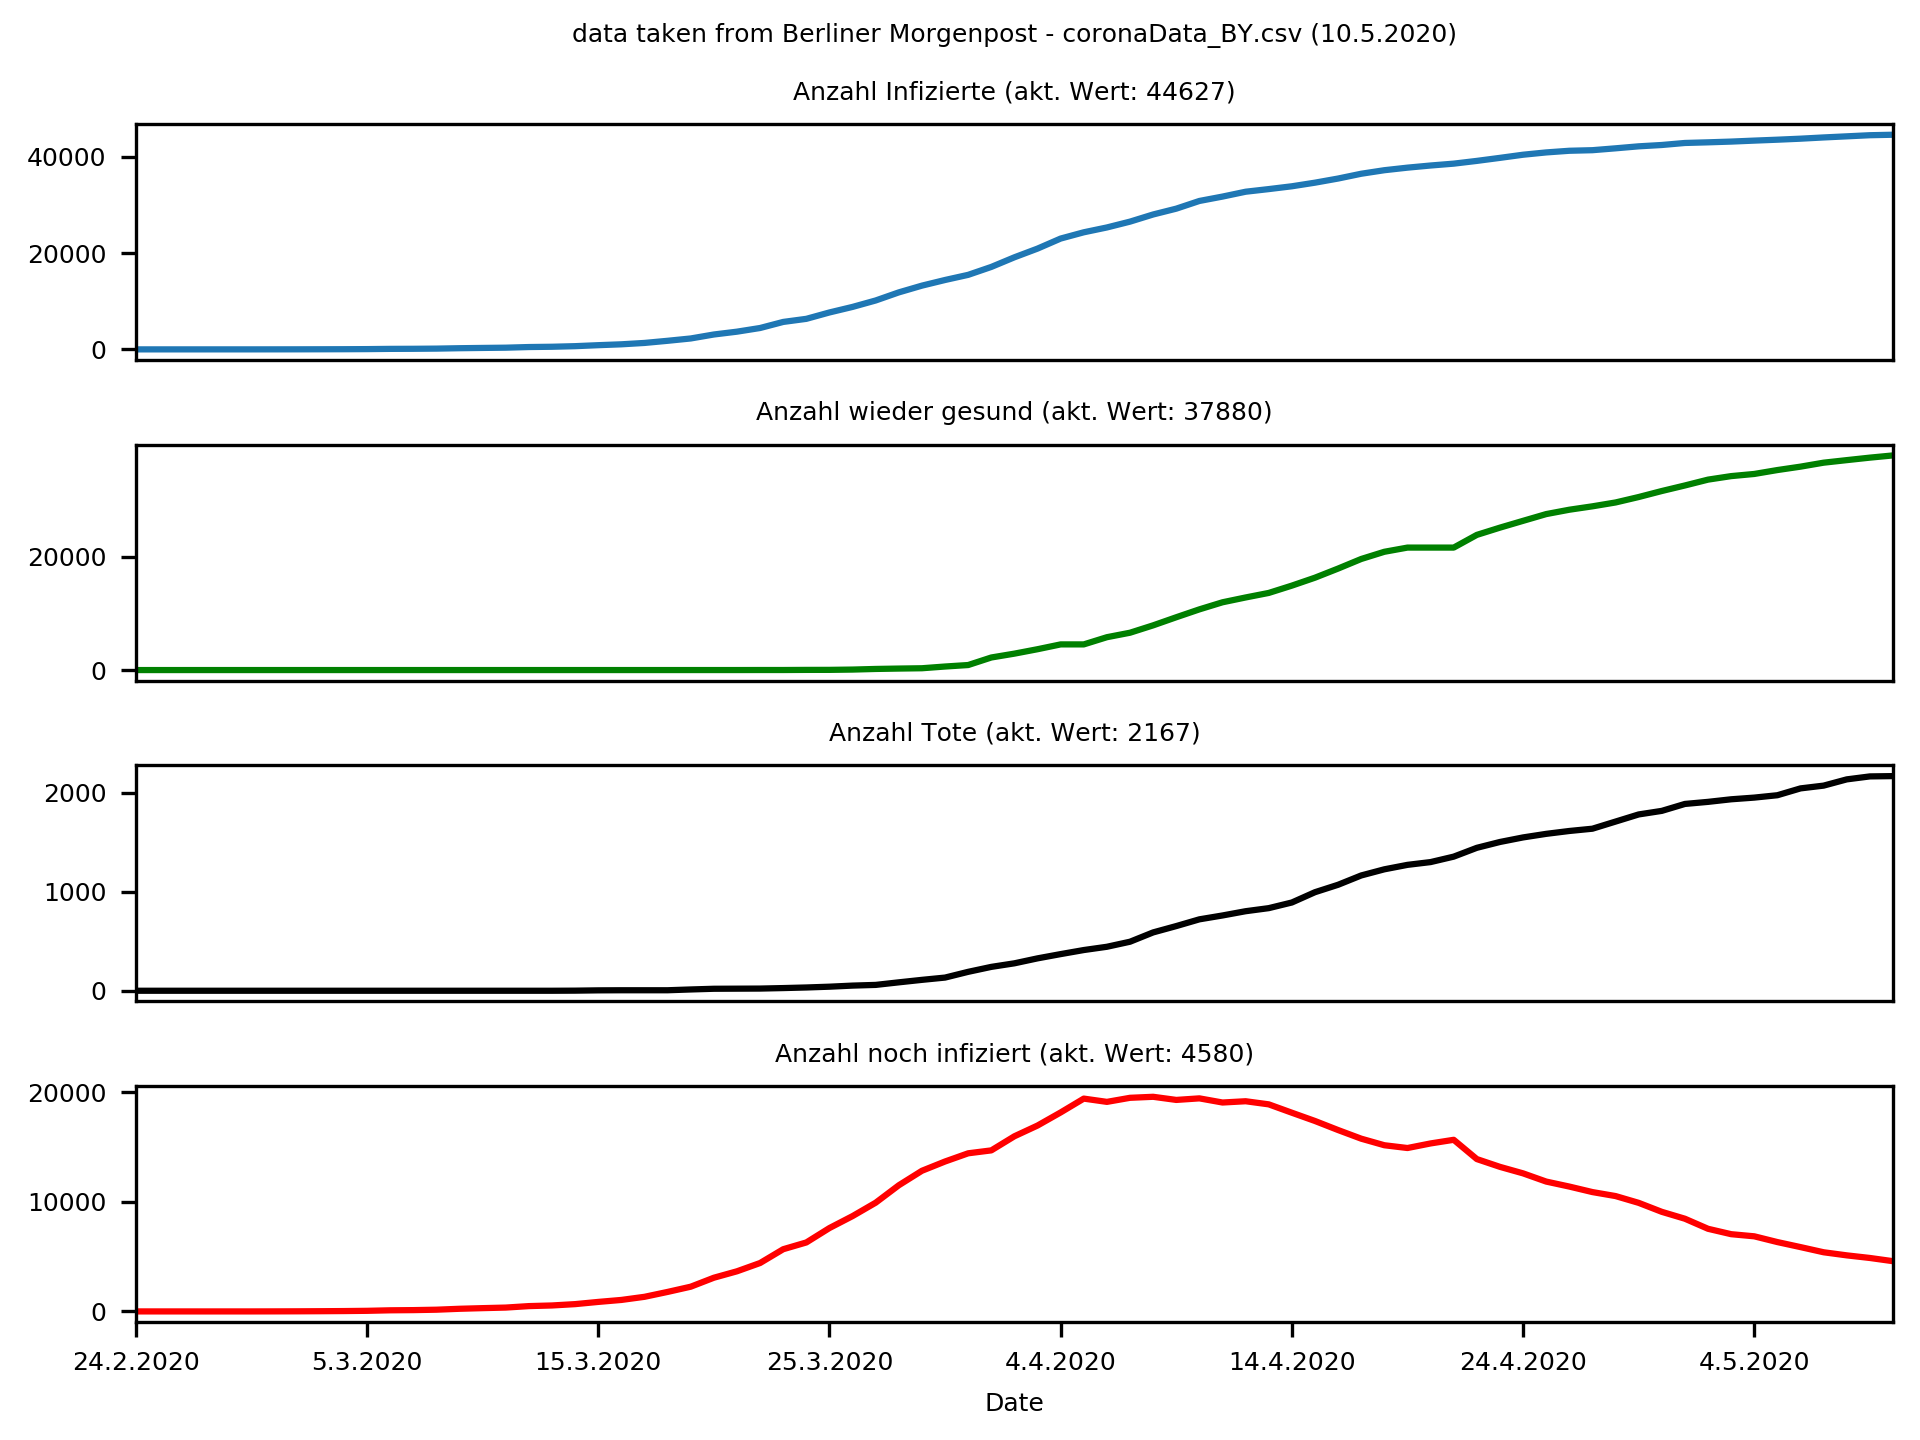 data taken from Berliner Morgenpost - coronaData_BY.csv (10.5.2020)
Anzahl Infizierte (akt. Wert: 44627)
40000
20000
0
Anzahl wieder gesund (akt. Wert: 37880)
20000
0
Anzahl Tote (akt. Wert: 2167)
2000
1000
0
Anzahl noch infiziert (akt. Wert: 4580)
20000
10000
0
24.2.2020 5.3.2020 15.3.2020 25.3.2020 4.4.2020 14.4.2020 24.4.2020 4.5.2020
Date